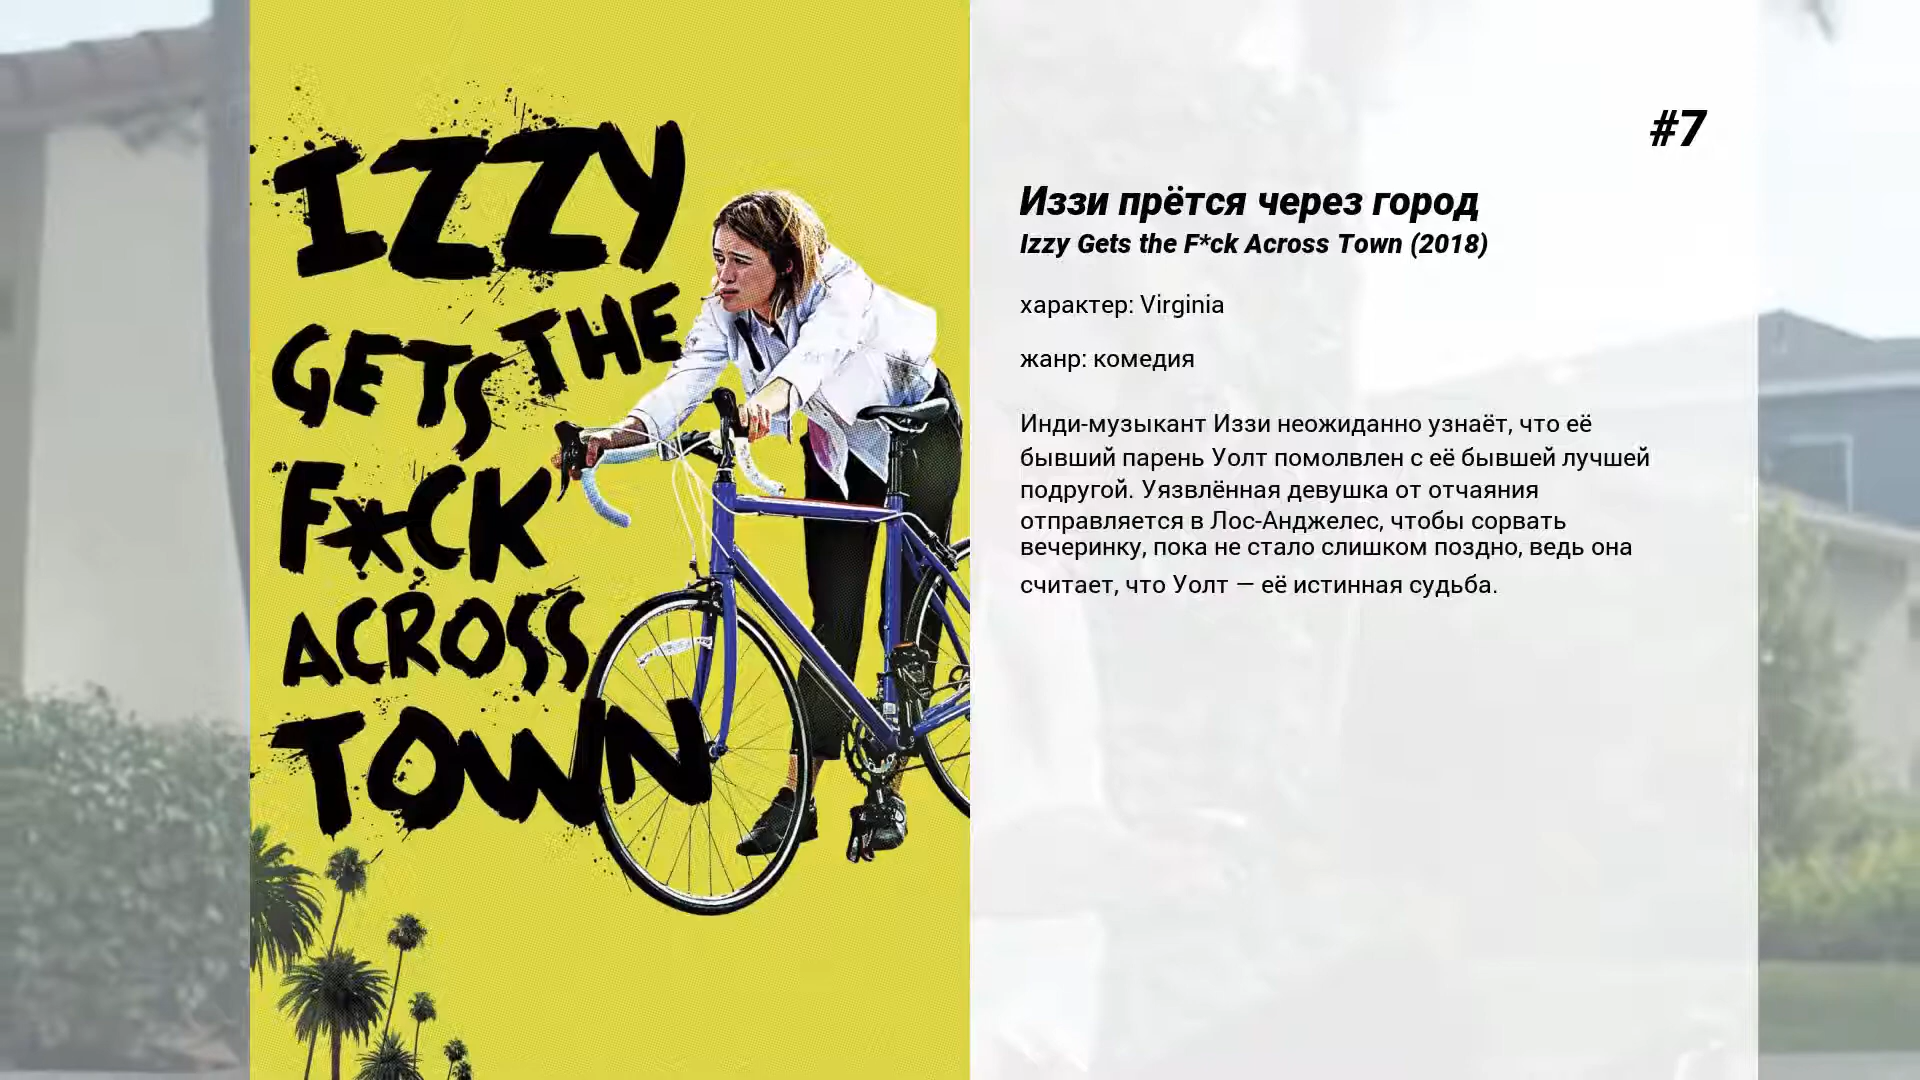 IZZY
GETS THE
F*CK
ACROSS
TOWN
#7
Иззи прётся через город
Izzy Gets the F*ck Across Town (2018)
характер: Virginia
жанр: комедия
Инди-музыкант Иззи неожиданно узнаёт, что её
бывший парень Уолт помолвлен с её бывшей лучшей
подругой. Уязвлённая девушка от отчаяния
отправляется в Лос-Анджелес, чтобы сорвать
вечеринку, пока не стало слишком поздно, ведь она
считает, что Уолт — её истинная судьба.